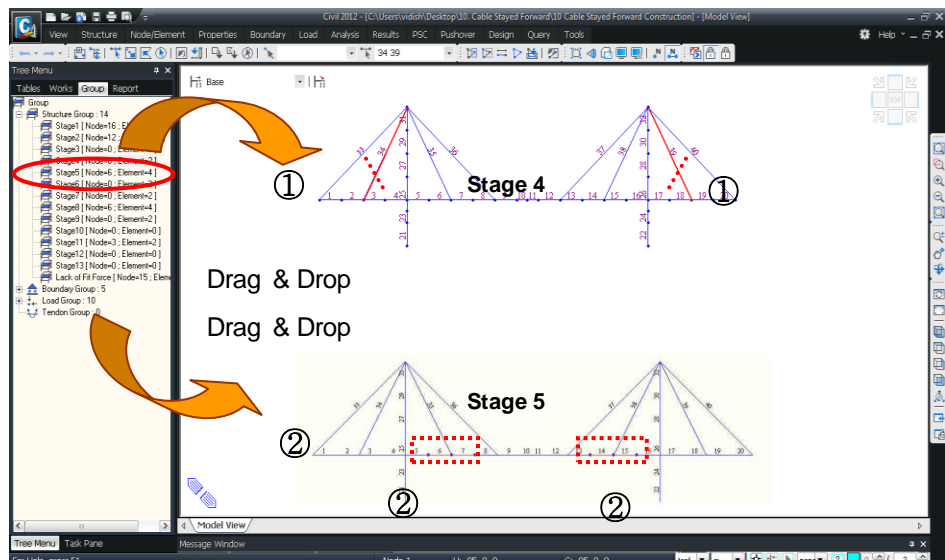 Civil 2012 - [C:\Users\vidish\Desktop\10. Cable Stayed Forward\10 Cable Stayed Forward Construction] - [Model View]
View Structure Node/Element Properties Boundary Load Analysis Results PSC Pushover Design Query Tools Help
34 39
Tree Menu
Tables Works Group Report
Base
TOP
Group
Structure Group : 14
Stage1 [ Node=16 ;
Stage2 [ Node=12 ;
Stage3 [ Node=0 ;
Stage5 [ Node=6 ; Element=4 ]
Stage7 [ Node=0 ; Element=2 ]
Stage8 [ Node=6 ; Element=4 ]
Stage9 [ Node=0 ; Element=2 ]
Stage10 [ Node=0 ; Element=0 ]
Stage11 [ Node=3 ; Element=2 ]
Stage12 [ Node=0 ; Element=0 ]
Stage13 [ Node=0 ; Element=0 ]
Lack of Fit Force [ Node=15 ; Elem
Boundary Group : 5
Load Group : 10
Tendon Group : 0
①
Stage 4
①
Drag & Drop
Drag & Drop
Stage 5
②
②
②
Model View
Tree Menu Task Pane
Message Window